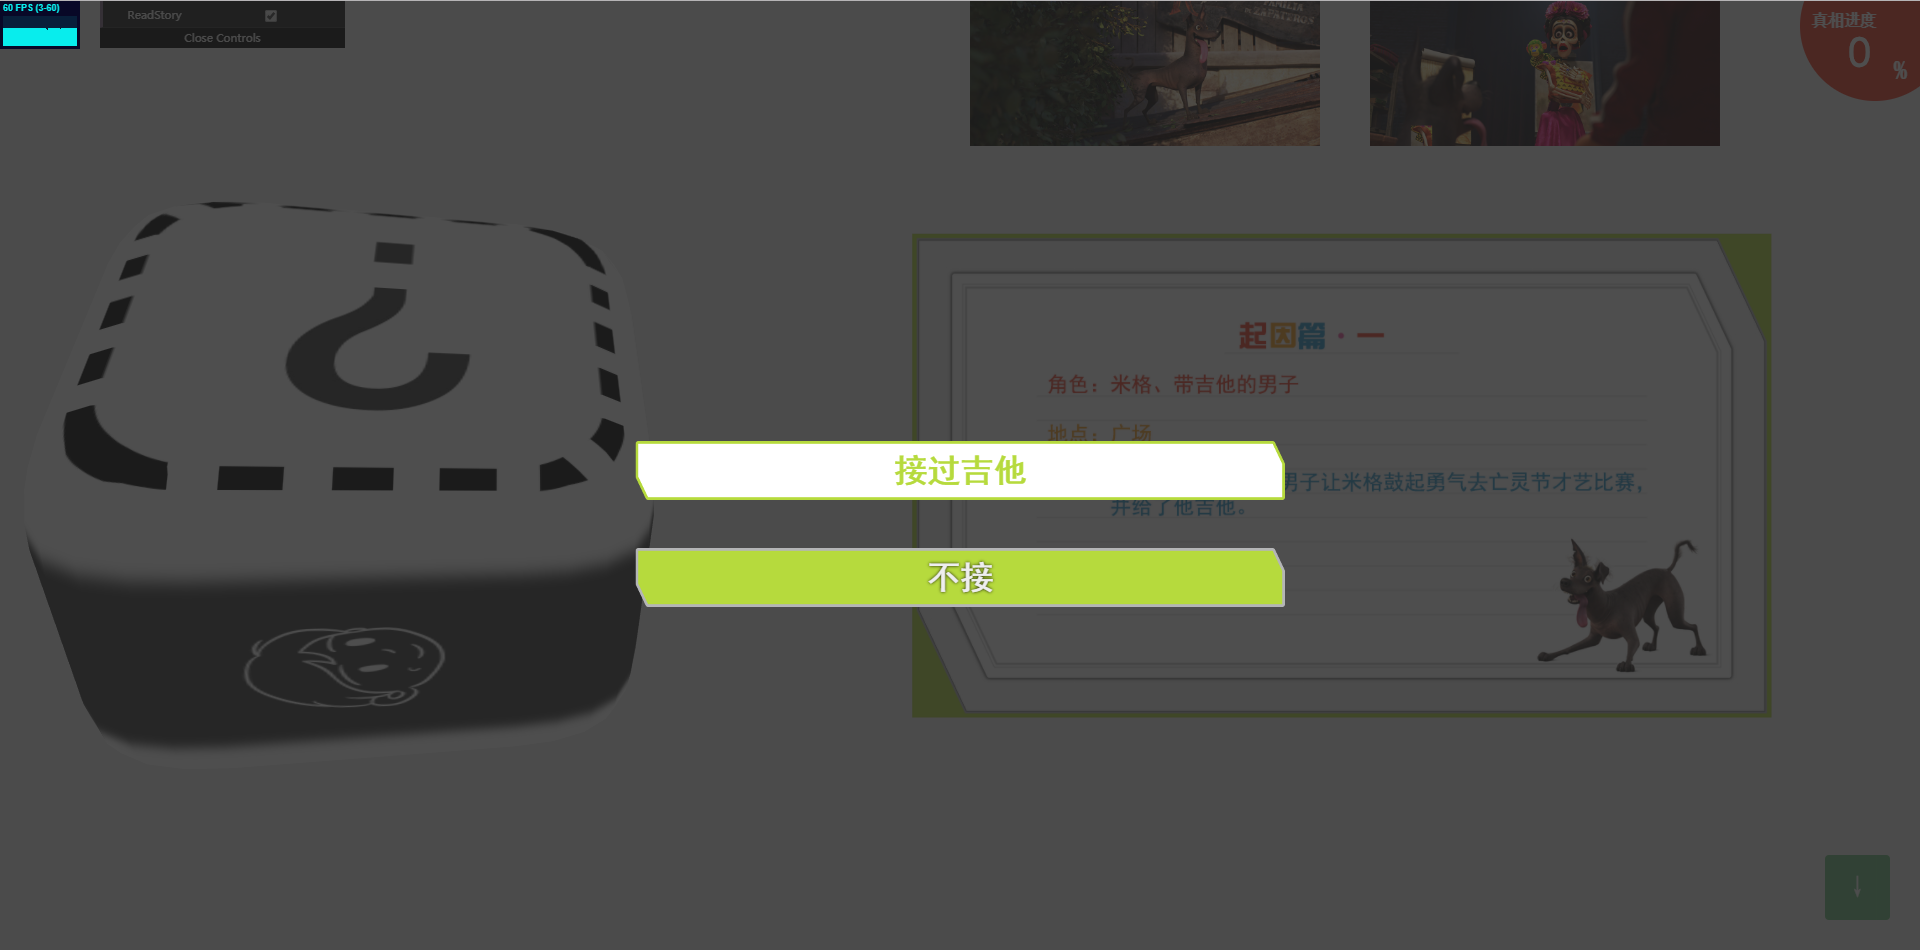 60 FPS (3-60)
ReadStory
Close Controls
真相进度
0
%
?
起因篇·一
角色：米格、带吉他的男子
地点：广场
接过吉他
男子让米格鼓起勇气去亡灵节才艺比赛，
并给了他吉他。
不接
↓